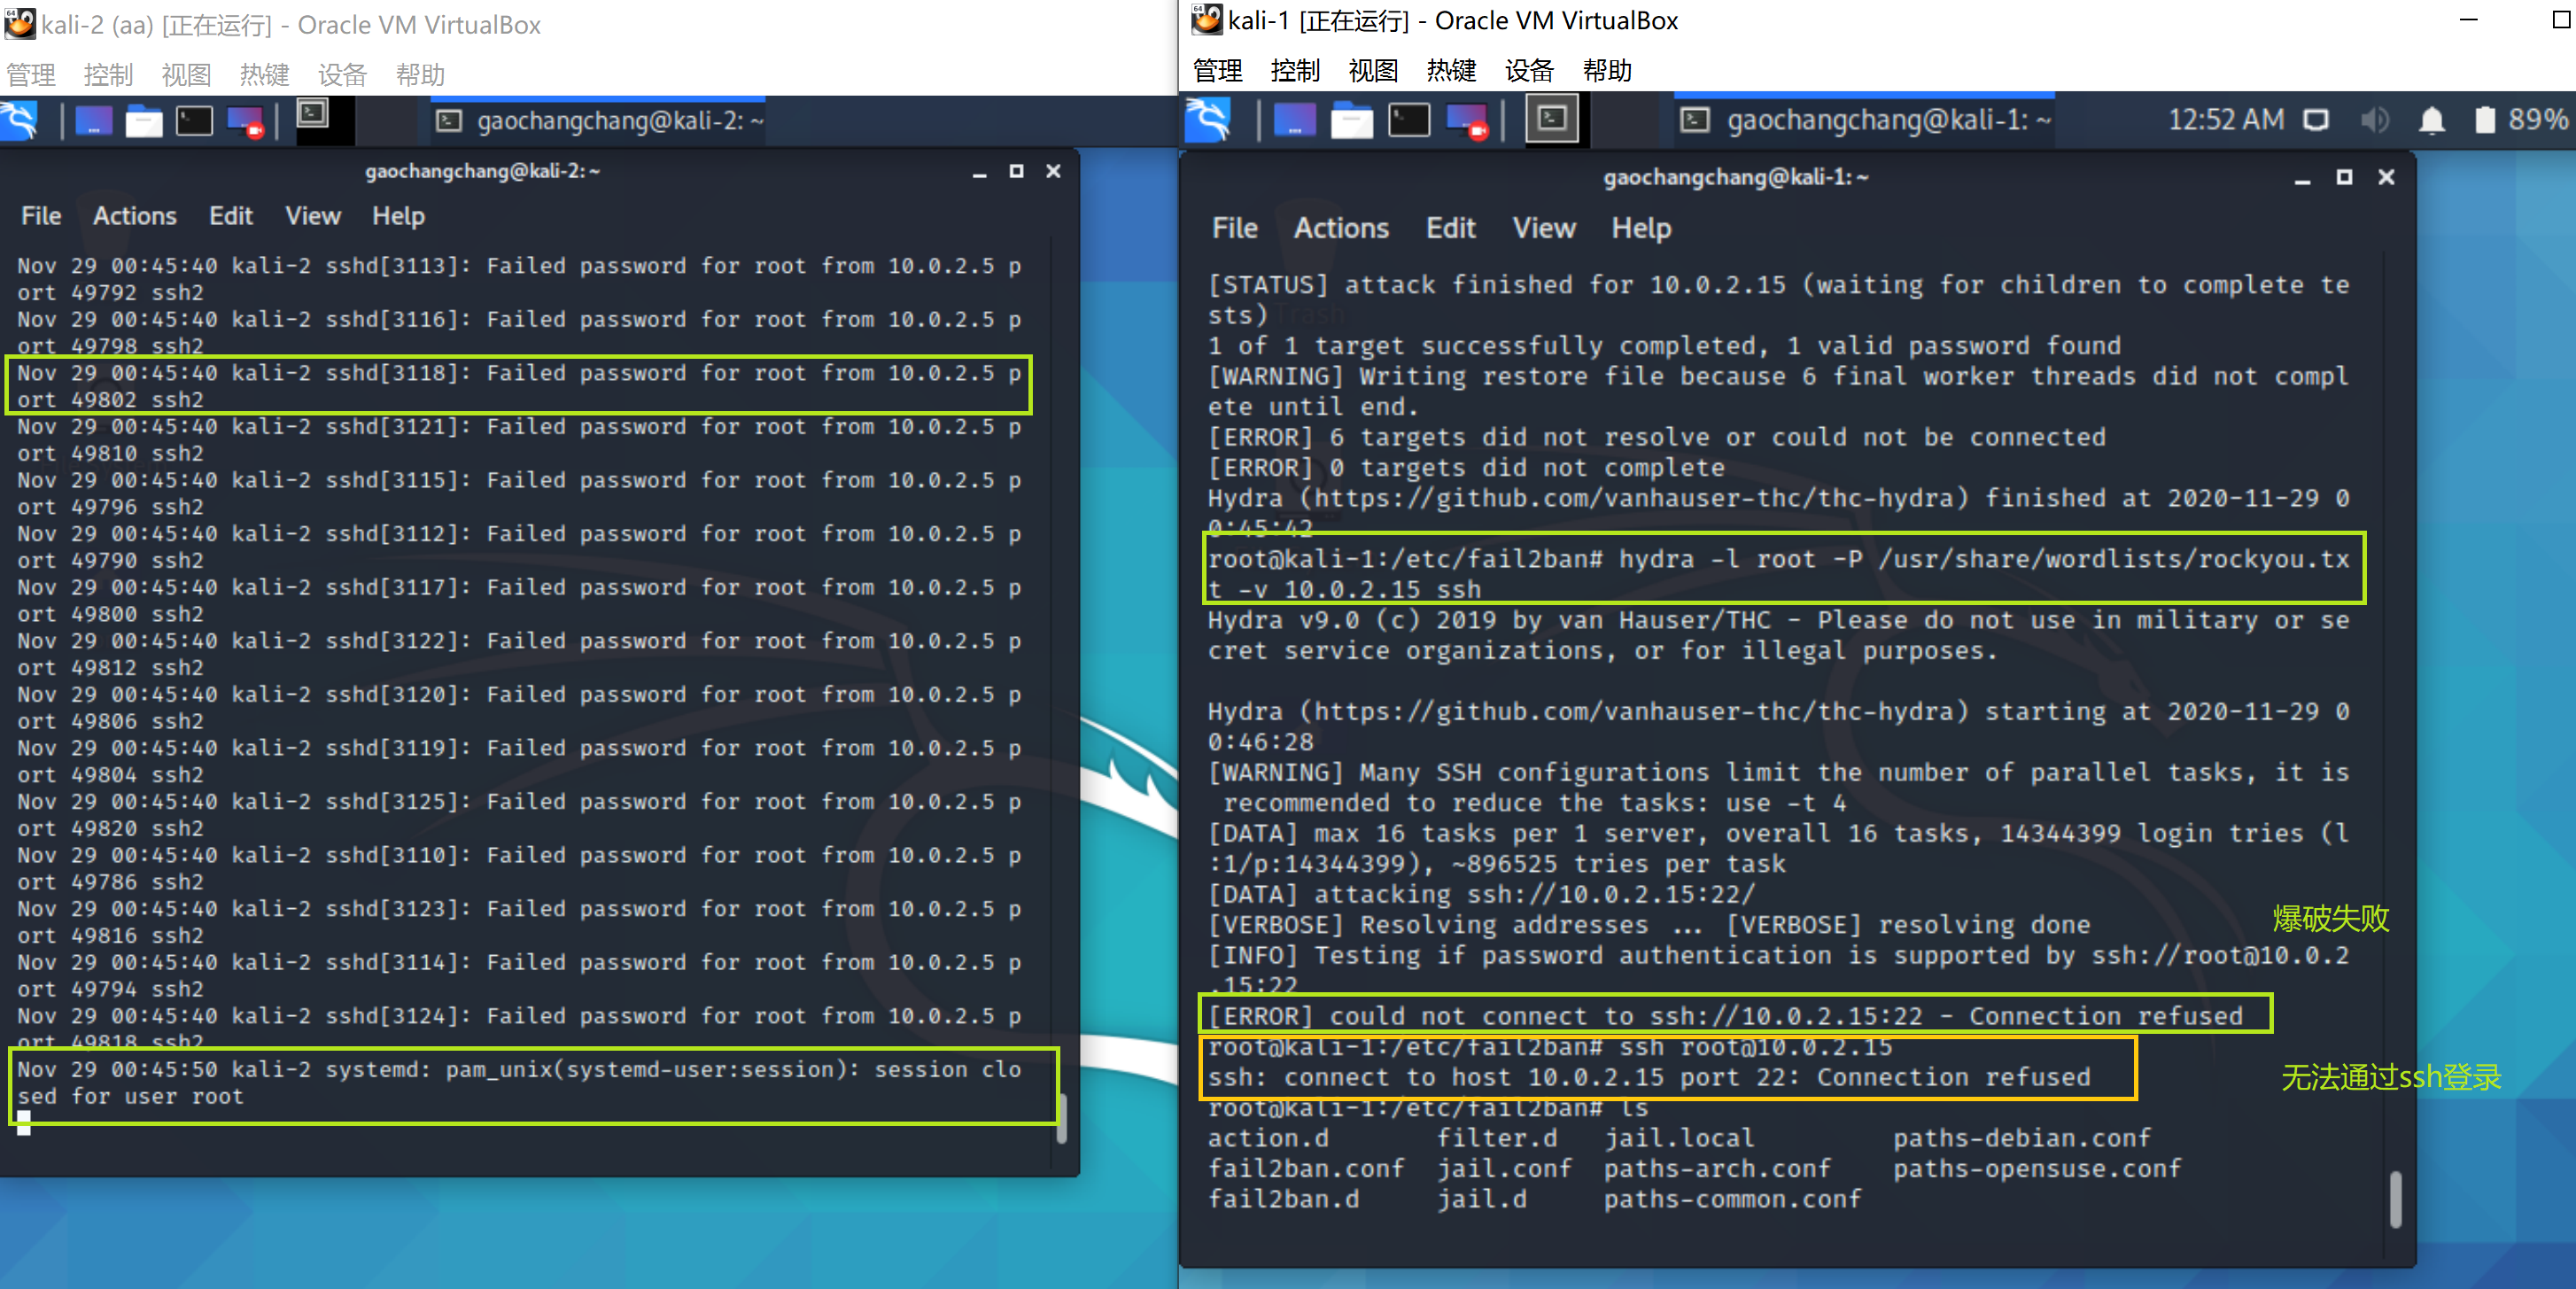 kali-2 (aa) [正在运行] - Oracle VM VirtualBox
管理 控制 视图 热键 设备 帮助
gaochangchang@kali-2: ~
gaochangchang@kali-2: ~
File Actions Edit View Help
Nov 29 00:45:40 kali-2 sshd[3113]: Failed password for root from 10.0.2.5 p
ort 49792 ssh2
Nov 29 00:45:40 kali-2 sshd[3116]: Failed password for root from 10.0.2.5 p
ort 49798 ssh2
Nov 29 00:45:40 kali-2 sshd[3118]: Failed password for root from 10.0.2.5 p
ort 49802 ssh2
Nov 29 00:45:40 kali-2 sshd[3121]: Failed password for root from 10.0.2.5 p
ort 49810 ssh2
Nov 29 00:45:40 kali-2 sshd[3115]: Failed password for root from 10.0.2.5 p
ort 49796 ssh2
Nov 29 00:45:40 kali-2 sshd[3112]: Failed password for root from 10.0.2.5 p
ort 49790 ssh2
Nov 29 00:45:40 kali-2 sshd[3117]: Failed password for root from 10.0.2.5 p
ort 49800 ssh2
Nov 29 00:45:40 kali-2 sshd[3122]: Failed password for root from 10.0.2.5 p
ort 49812 ssh2
Nov 29 00:45:40 kali-2 sshd[3120]: Failed password for root from 10.0.2.5 p
ort 49806 ssh2
Nov 29 00:45:40 kali-2 sshd[3119]: Failed password for root from 10.0.2.5 p
ort 49804 ssh2
Nov 29 00:45:40 kali-2 sshd[3125]: Failed password for root from 10.0.2.5 p
ort 49820 ssh2
Nov 29 00:45:40 kali-2 sshd[3110]: Failed password for root from 10.0.2.5 p
ort 49786 ssh2
Nov 29 00:45:40 kali-2 sshd[3123]: Failed password for root from 10.0.2.5 p
ort 49816 ssh2
Nov 29 00:45:40 kali-2 sshd[3114]: Failed password for root from 10.0.2.5 p
ort 49794 ssh2
Nov 29 00:45:40 kali-2 sshd[3124]: Failed password for root from 10.0.2.5 p
ort 49818 ssh2
Nov 29 00:45:50 kali-2 systemd: pam_unix(systemd-user:session): session clo
sed for user root
kali-1 [正在运行] - Oracle VM VirtualBox
管理 控制 视图 热键 设备 帮助
gaochangchang@kali-1: ~ 12:52 AM 89%
gaochangchang@kali-1: ~
File Actions Edit View Help
[STATUS] attack finished for 10.0.2.15 (waiting for children to complete te
sts)
Trash
1 of 1 target successfully completed, 1 valid password found
[WARNING] Writing restore file because 6 final worker threads did not compl
ete until end.
[ERROR] 6 targets did not resolve or could not be connected
[ERROR] 0 targets did not complete
Hydra (https://github.com/vanhauser-thc/thc-hydra) finished at 2020-11-29 0
0:45:42
root@kali-1:/etc/fail2ban# hydra -l root -P /usr/share/wordlists/rockyou.tx
t -v 10.0.2.15 ssh
Hydra v9.0 (c) 2019 by van Hauser/THC - Please do not use in military or se
cret service organizations, or for illegal purposes.
Hydra (https://github.com/vanhauser-thc/thc-hydra) starting at 2020-11-29 0
0:46:28
[WARNING] Many SSH configurations limit the number of parallel tasks, it is
recommended to reduce the tasks: use -t 4
[DATA] max 16 tasks per 1 server, overall 16 tasks, 14344399 login tries (l
:1/p:14344399), ~896525 tries per task
[DATA] attacking ssh://10.0.2.15:22/
[VERBOSE] Resolving addresses ... [VERBOSE] resolving done
爆破失败
[INFO] Testing if password authentication is supported by ssh://root@10.0.2
.15:22
[ERROR] could not connect to ssh://10.0.2.15:22 - Connection refused
root@kali-1:/etc/fail2ban# ssh root@10.0.2.15
ssh: connect to host 10.0.2.15 port 22: Connection refused
无法通过ssh登录
root@kali-1:/etc/fail2ban# ls
action.d filter.d jail.local paths-debian.conf
fail2ban.conf jail.conf paths-arch.conf paths-opensuse.conf
fail2ban.d jail.d paths-common.conf